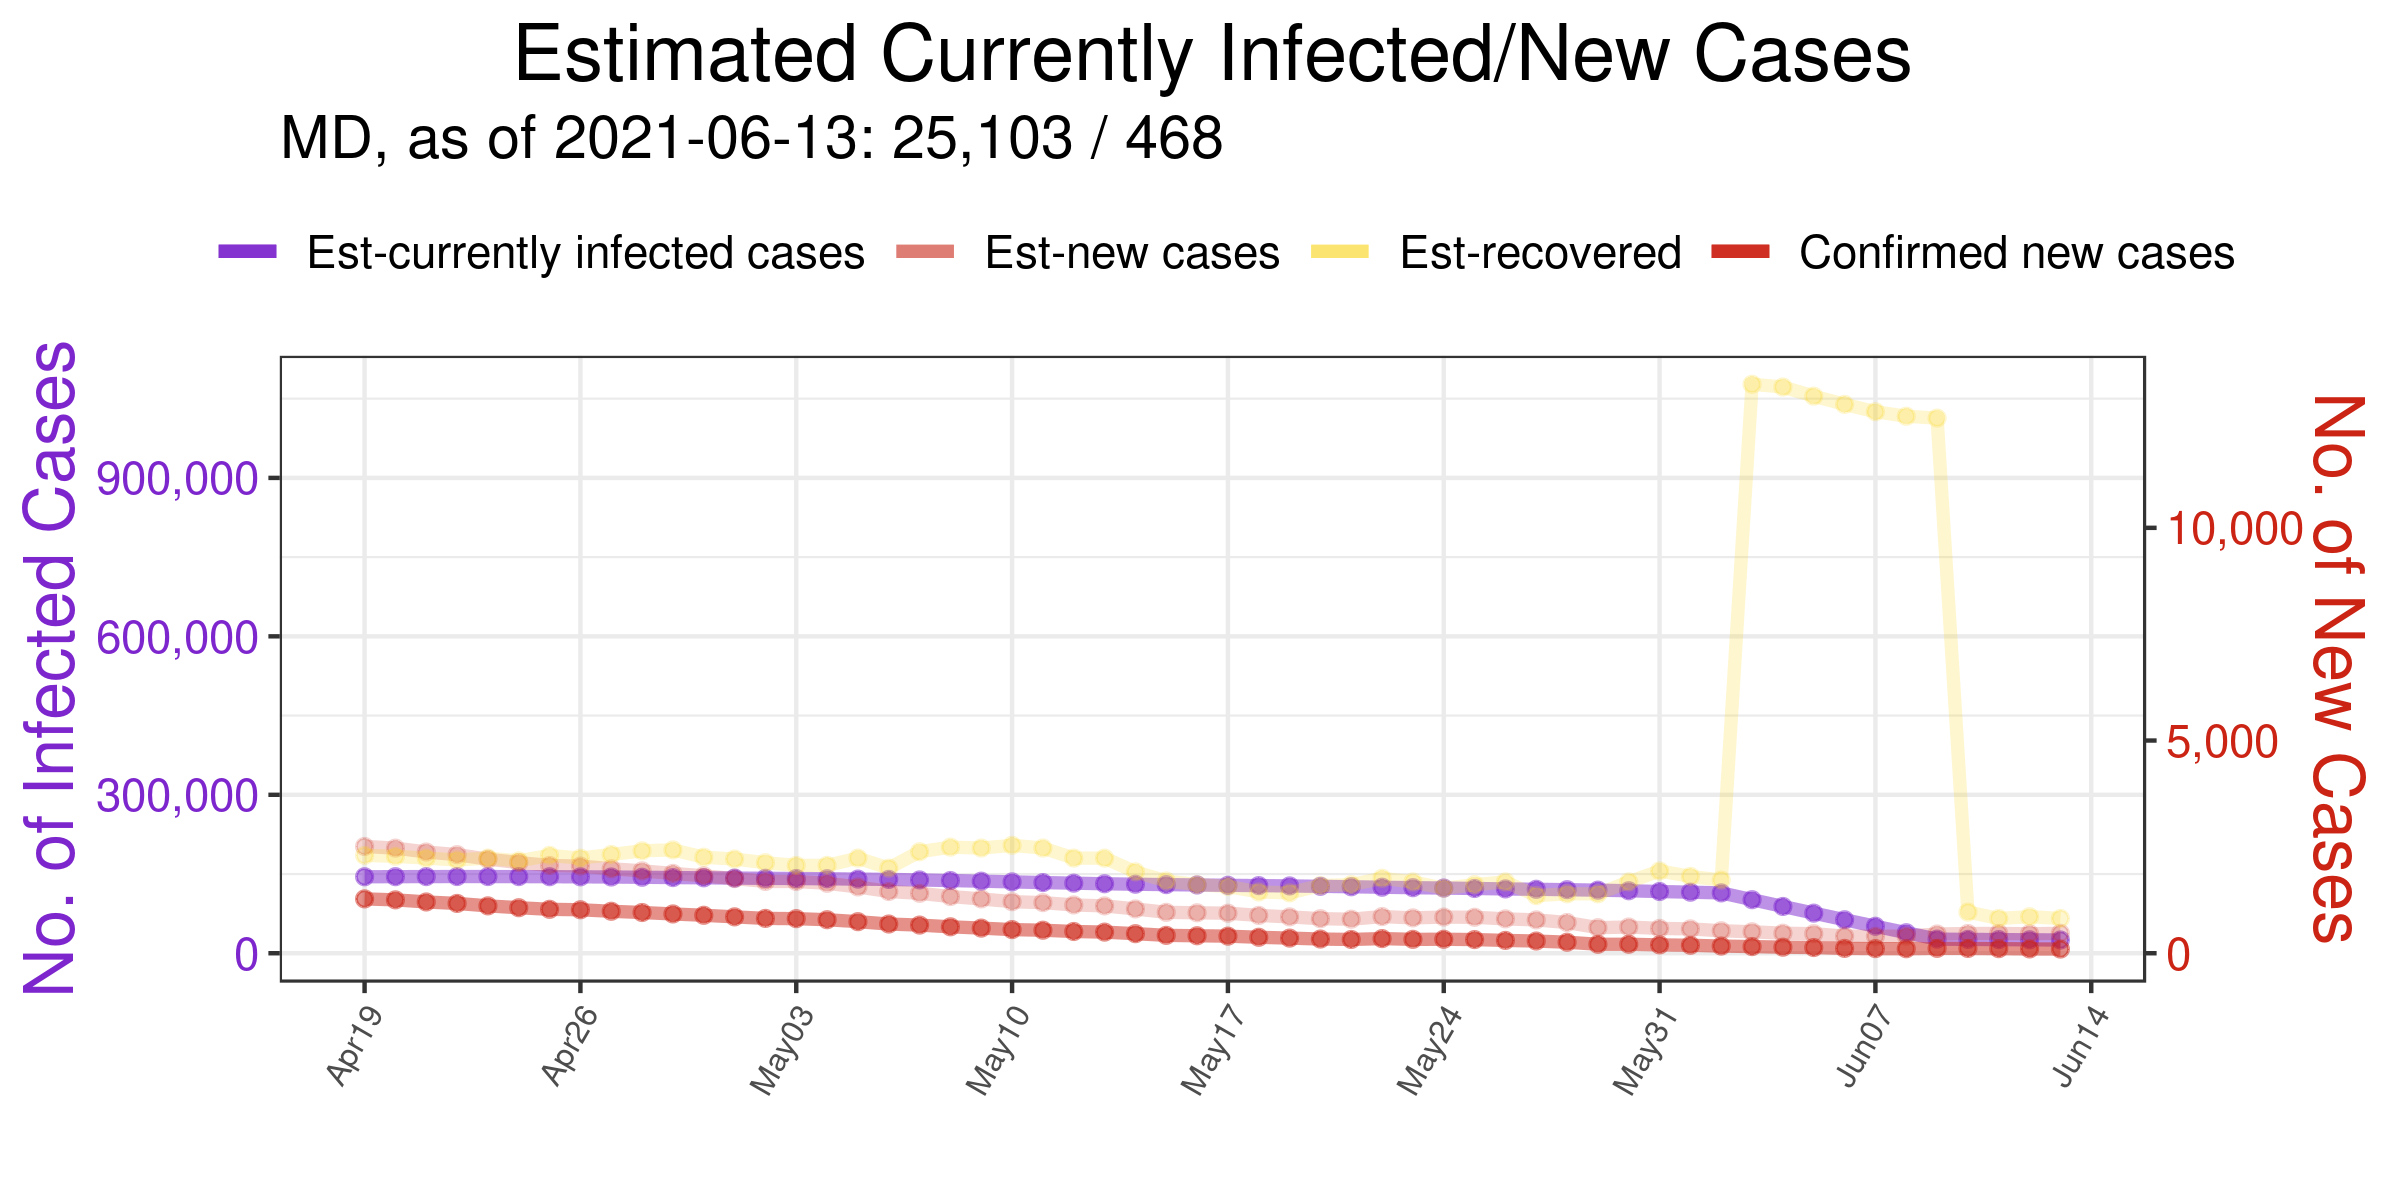 Estimated Currently Infected/New Cases
MD, as of 2021-06-13: 25,103 / 468
Est-currently infected cases Est-new cases Est-recovered Confirmed new cases
No. of Infected Cases
900,000
600,000
300,000
0
10,000
5,000
0
No. of New Cases
Apr19 Apr26 May03 May10 May17 May24 May31 Jun07 Jun14